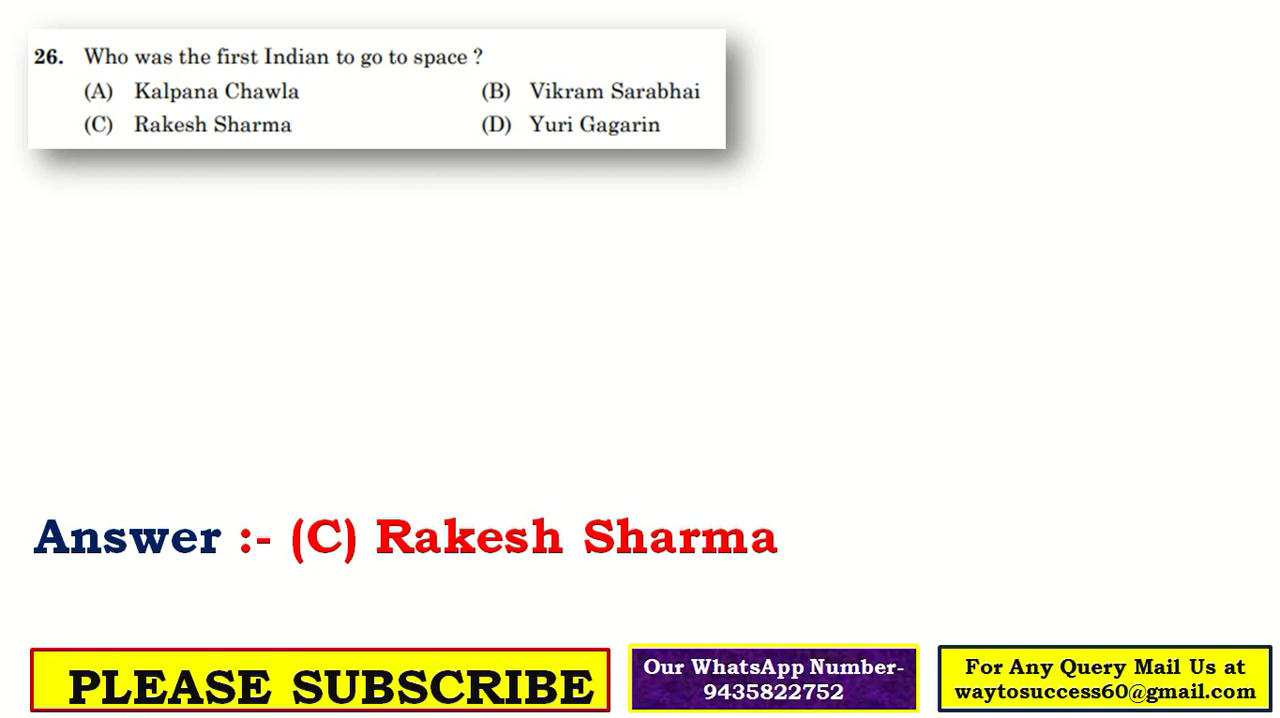 26. Who was the first Indian to go to space ?
(A) Kalpana Chawla (B) Vikram Sarabhai
(C) Rakesh Sharma (D) Yuri Gagarin
Answer :- (C) Rakesh Sharma
PLEASE SUBSCRIBE
Our WhatsApp Number-
9435822752
For Any Query Mail Us at
waytosuccess60@gmail.com